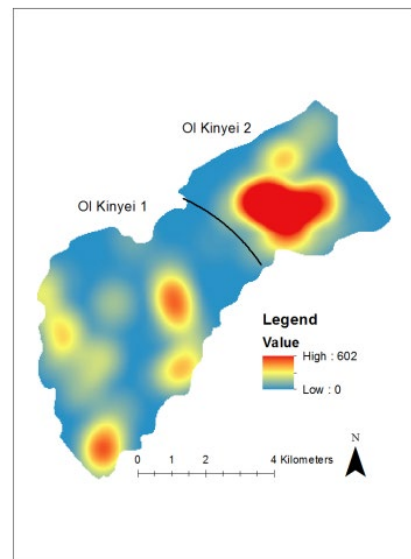 Ol Kinyei 2
Ol Kinyei 1
Legend
Value
High : 602
Low : 0
N
0 1 2 4 Kilometers